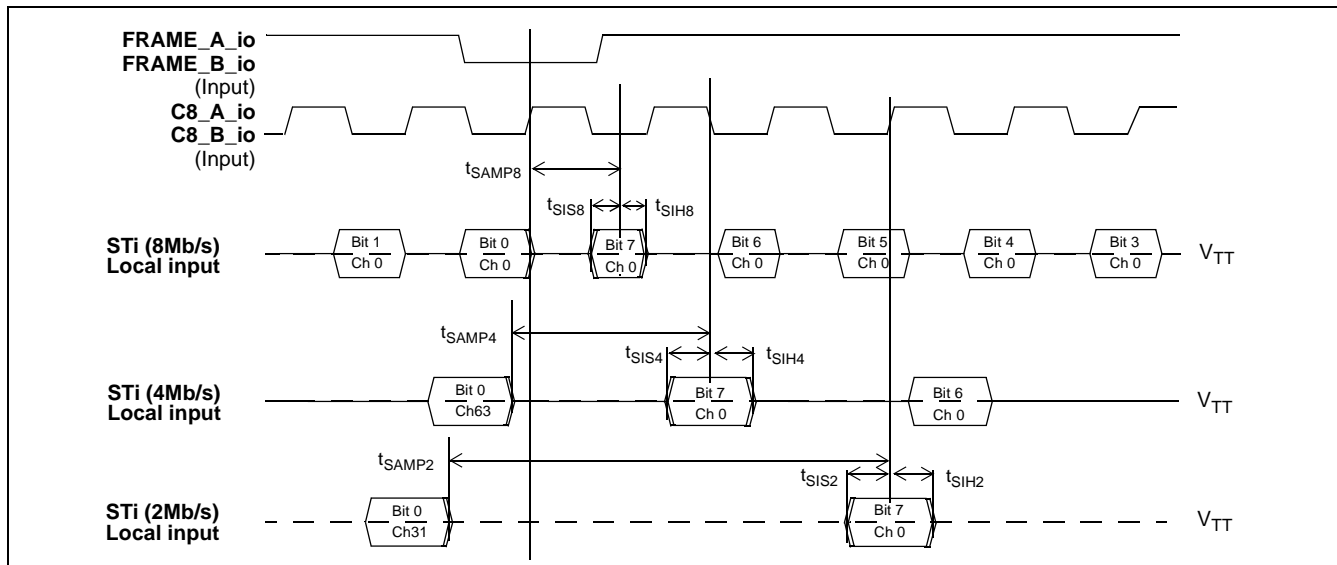 FRAME_A_io
FRAME_B_io
(Input)
C8_A_io
C8_B_io
(Input)
tSAMP8
tSIS8 tSIH8
STi (8Mb/s)
Local input
Bit 1
Ch 0
Bit 0
Ch 0
Bit 7
Ch 0
Bit 6
Ch 0
Bit 5
Ch 0
Bit 4
Ch 0
Bit 3
Ch 0
VTT
tSAMP4
tSIS4 tSIH4
STi (4Mb/s)
Local input
Bit 0
Ch63
Bit 7
Ch 0
Bit 6
Ch 0
VTT
tSAMP2
tSIS2 tSIH2
STi (2Mb/s)
Local input
Bit 0
Ch31
Bit 7
Ch 0
VTT